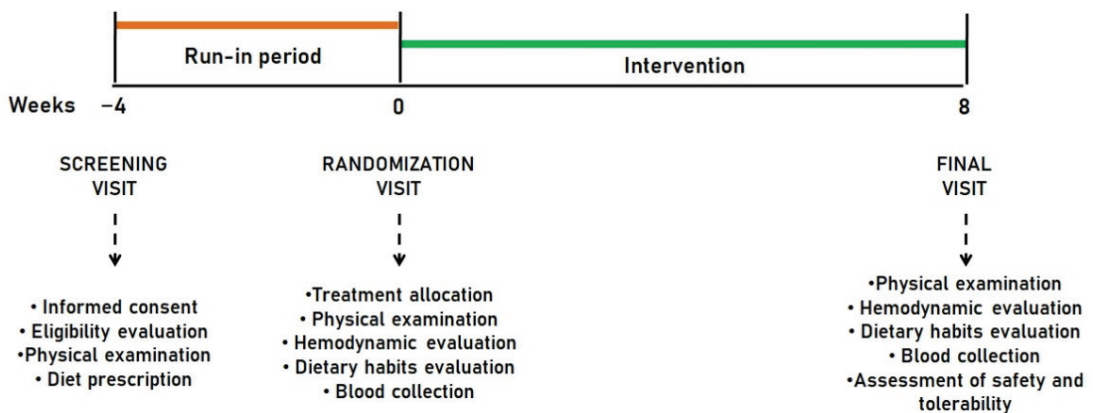 Run-in period
Intervention
Weeks −4 0 8
SCREENING
VISIT
• Informed consent
• Eligibility evaluation
•Physical examination
• Diet prescription
RANDOMIZATION
VISIT
•Treatment allocation
• Physical examination
• Hemodynamic evaluation
• Dietary habits evaluation
• Blood collection
FINAL
VISIT
•Physical examination
• Hemodynamic evaluation
• Dietary habits evaluation
• Blood collection
•Assessment of safety and
tolerability